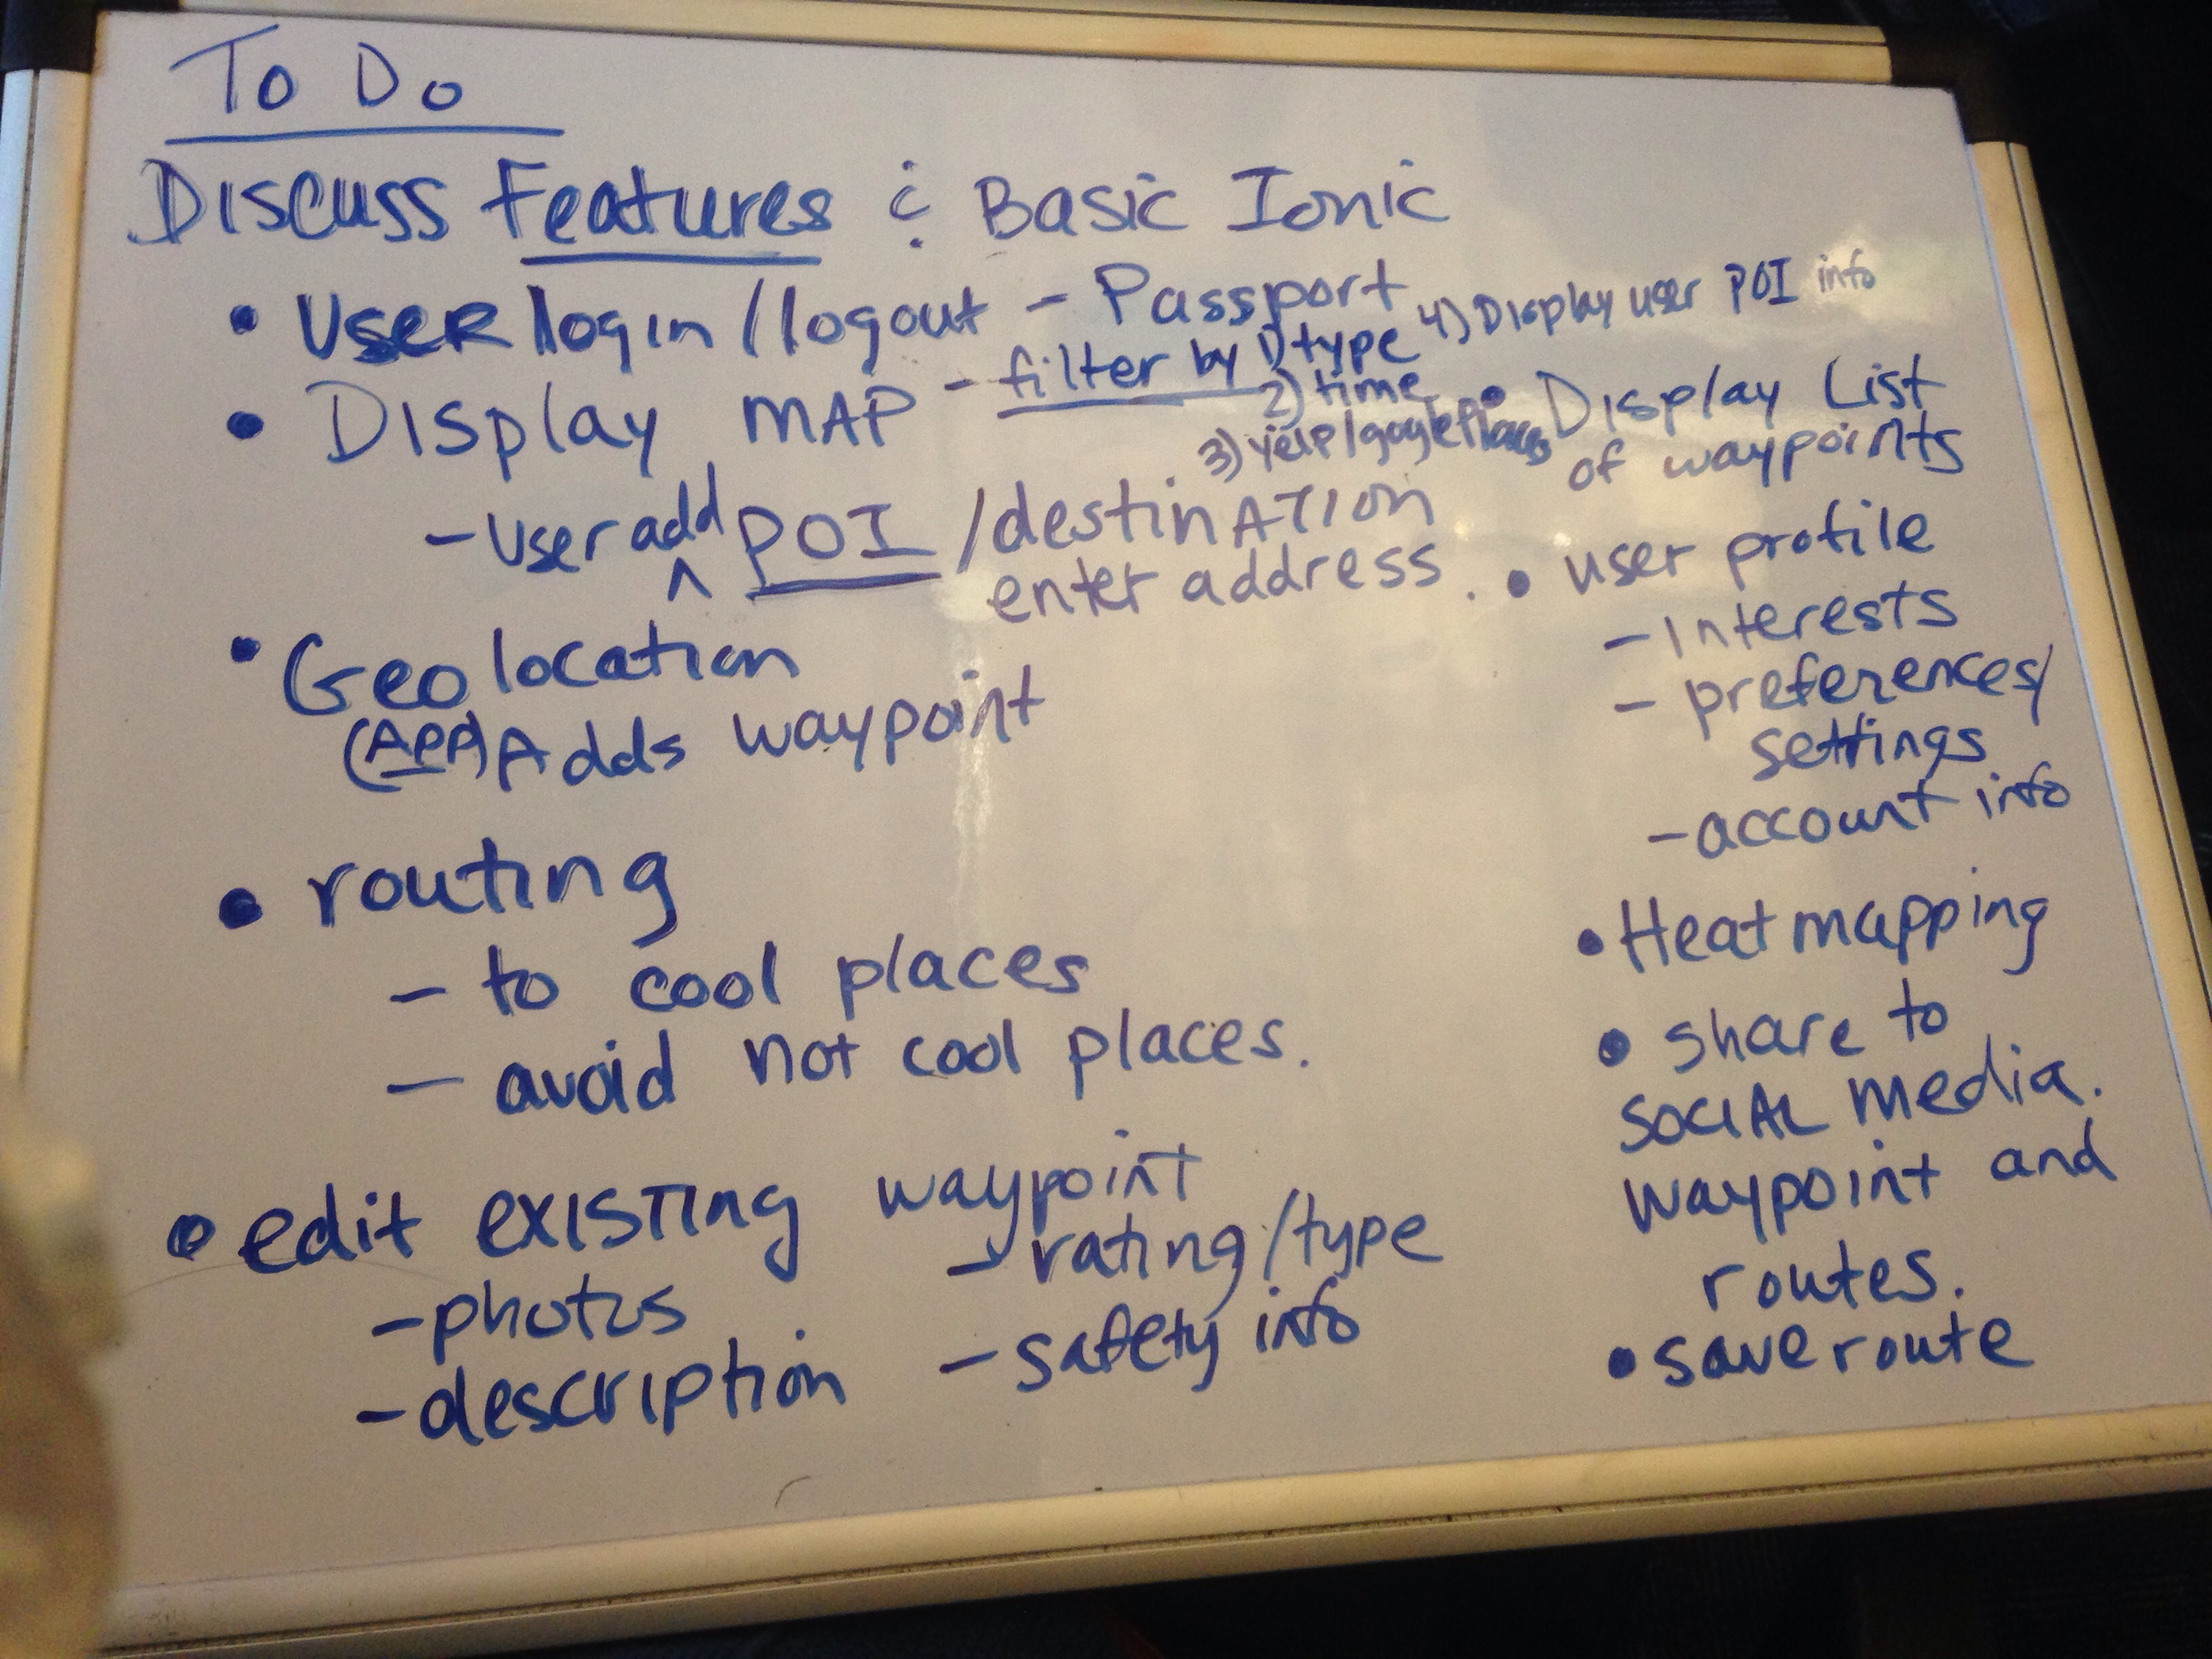 To Do
Discuss Features & Basic Ionic
• User login/logout - Passport
• Display MAP - filter by 1) type
2) time
3) yelp/google Places
4) Display user POI info
- User add POI /destination
enter address.
• Geolocation
(APP) Adds waypoint
• routing
- to cool places
- avoid not cool places.
• edit existing waypoint
- photos
- description
- rating/type
- safety info
• Display List
of waypoints
• user profile
- Interests
- preferences/
settings
- account info
• Heat mapping
• share to
social media.
waypoint and
routes.
• save route